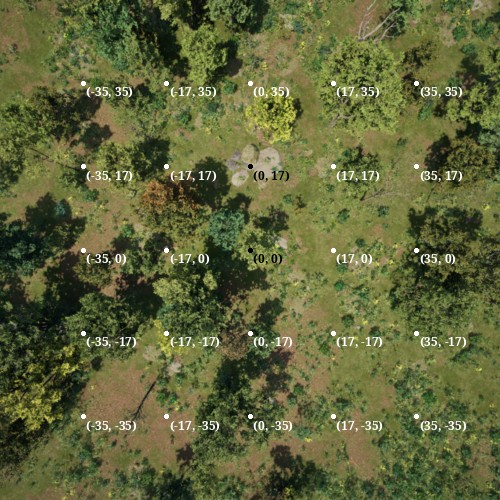 (-35, 35) (-17, 35) (0, 35) (17, 35) (35, 35)
(-35, 17) (-17, 17) (0, 17) (17, 17) (35, 17)
(-35, 0) (-17, 0) (0, 0) (17, 0) (35, 0)
(-35, -17) (-17, -17) (0, -17) (17, -17) (35, -17)
(-35, -35) (-17, -35) (0, -35) (17, -35) (35, -35)